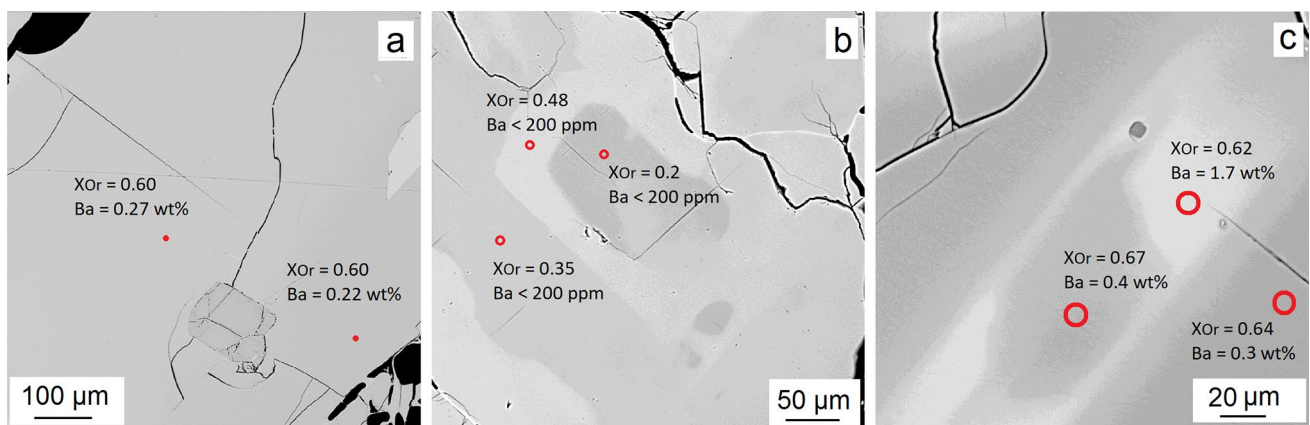 a
XOr = 0.60
Ba = 0.27 wt%
XOr = 0.60
Ba = 0.22 wt%
100 µm
b
XOr = 0.48
Ba < 200 ppm
XOr = 0.2
Ba < 200 ppm
XOr = 0.35
Ba < 200 ppm
50 µm
c
XOr = 0.62
Ba = 1.7 wt%
XOr = 0.67
Ba = 0.4 wt%
XOr = 0.64
Ba = 0.3 wt%
20 µm